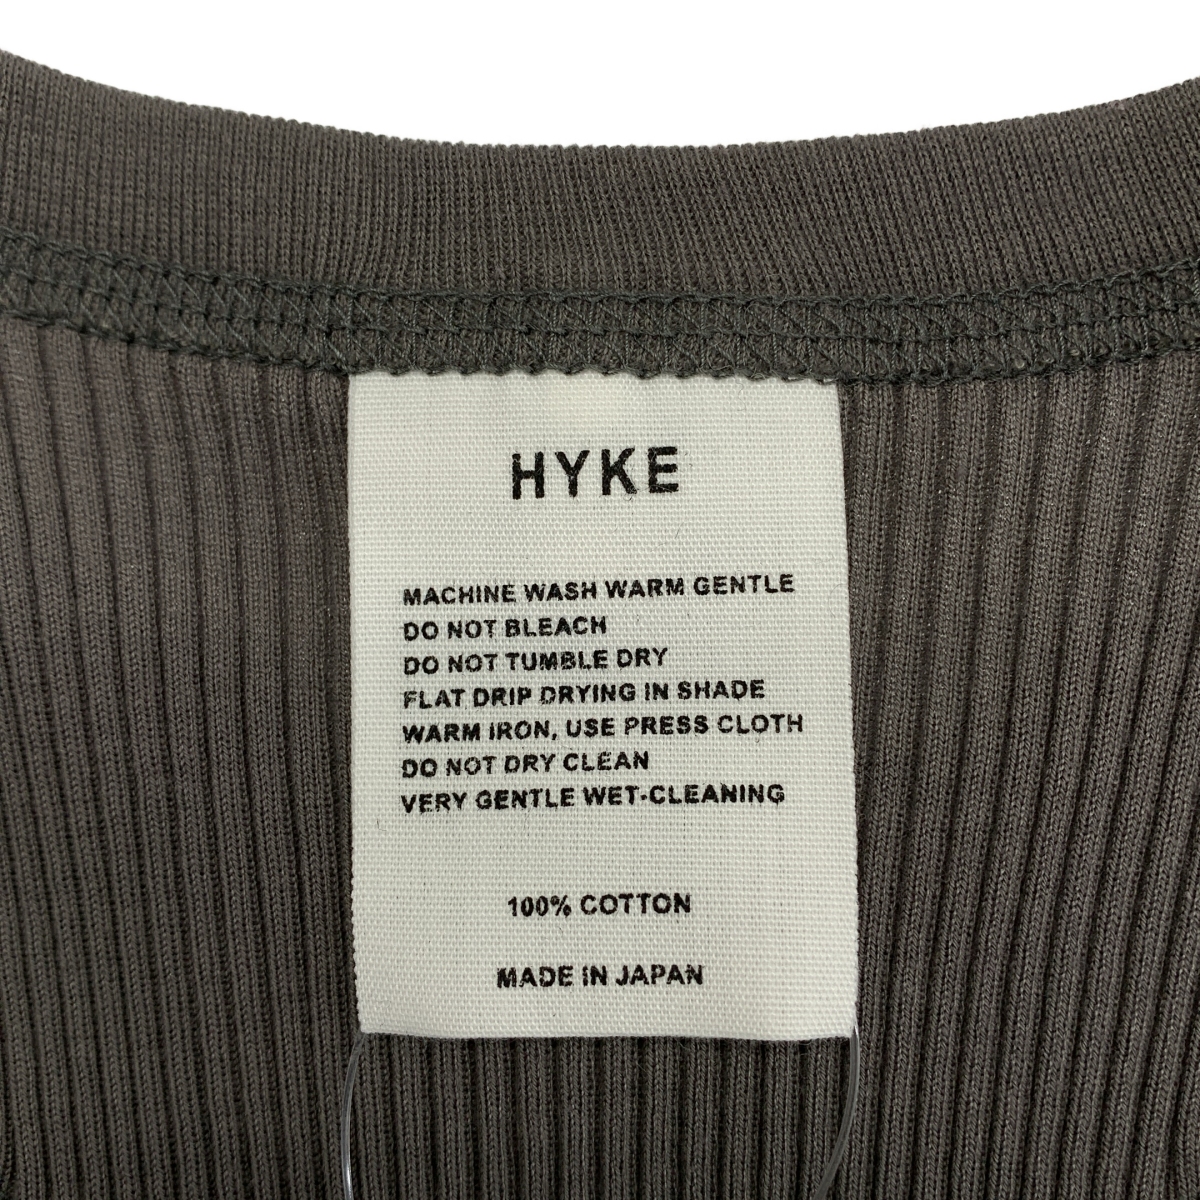 HYKE
MACHINE WASH WARM GENTLE
DO NOT BLEACH
DO NOT TUMBLE DRY
FLAT DRIP DRYING IN SHADE
WARM IRON, USE PRESS CLOTH
DO NOT DRY CLEAN
VERY GENTLE WET-CLEANING
100% COTTON
MADE IN JAPAN